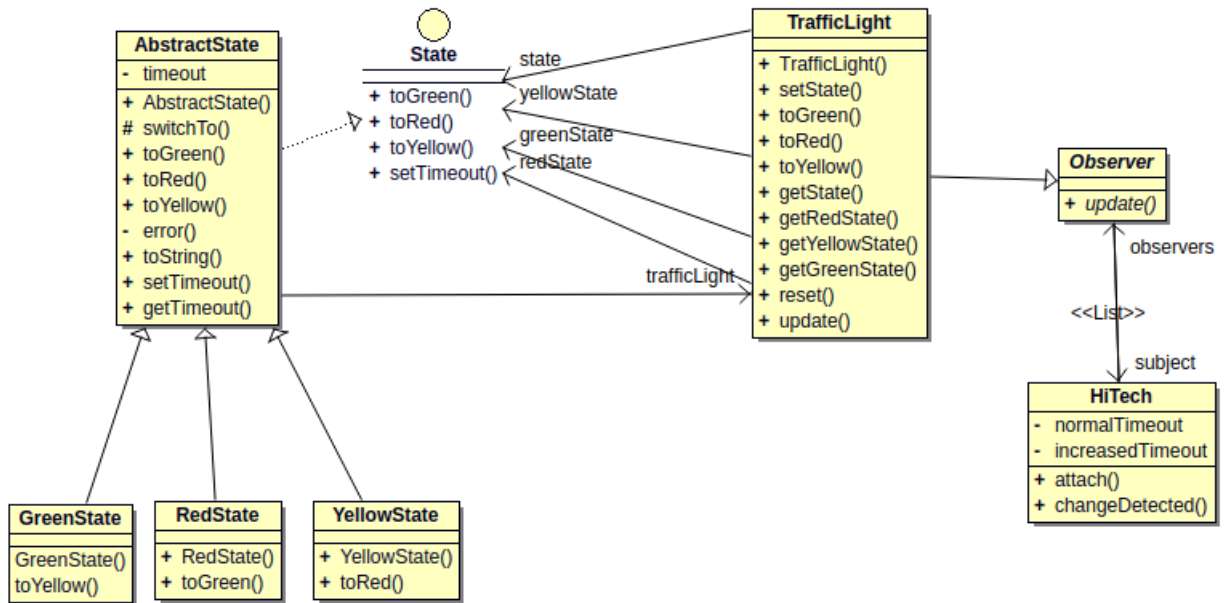 AbstractState
- timeout
+ AbstractState()
# switchTo()
+ toGreen()
+ toRed()
+ toYellow()
- error()
+ toString()
+ setTimeout()
+ getTimeout()
State
+ toGreen()
+ toRed()
+ toYellow()
+ setTimeout()
state
yellowState
greenState
redState
trafficLight
TrafficLight
+ TrafficLight()
+ setState()
+ toGreen()
+ toRed()
+ toYellow()
+ getState()
+ getRedState()
+ getYellowState()
+ getGreenState()
+ reset()
+ update()
Observer
+ update()
observers
<<List>>
subject
HiTech
- normalTimeout
- increasedTimeout
+ attach()
+ changeDetected()
GreenState
GreenState()
toYellow()
RedState
+ RedState()
+ toGreen()
YellowState
+ YellowState()
+ toRed()